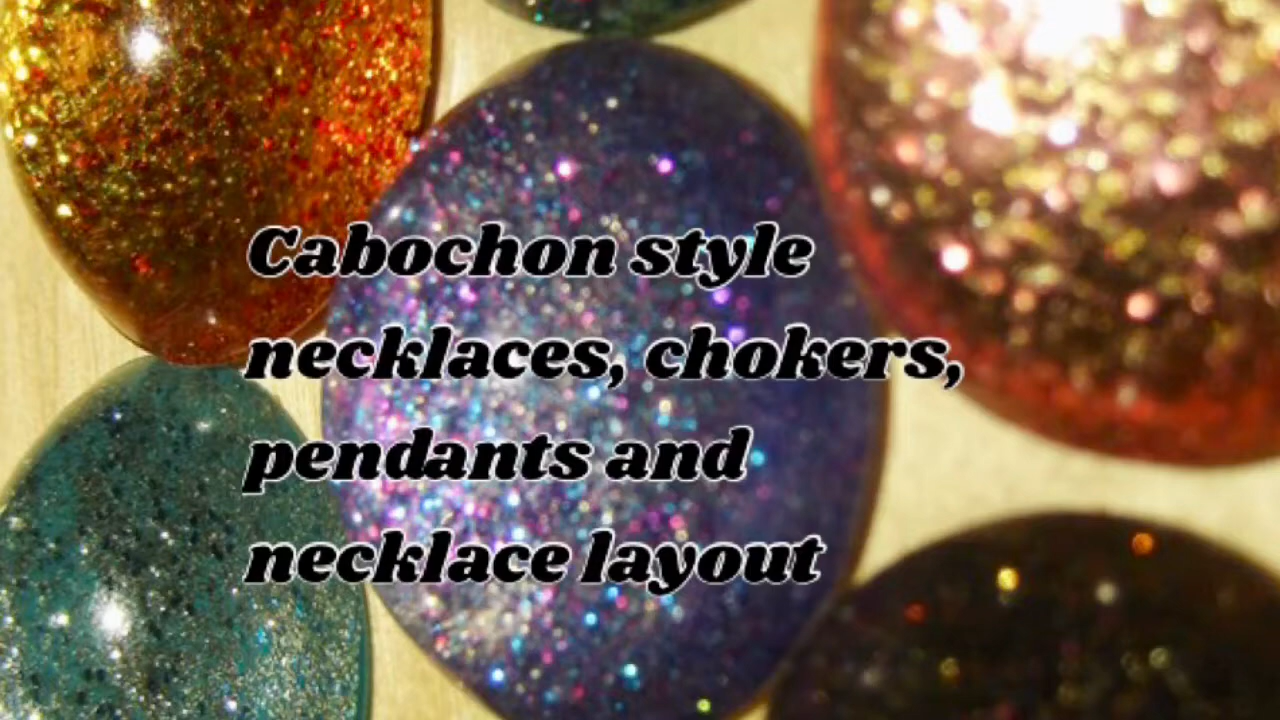 Cabochon style
necklaces, chokers,
pendants and
necklace layout